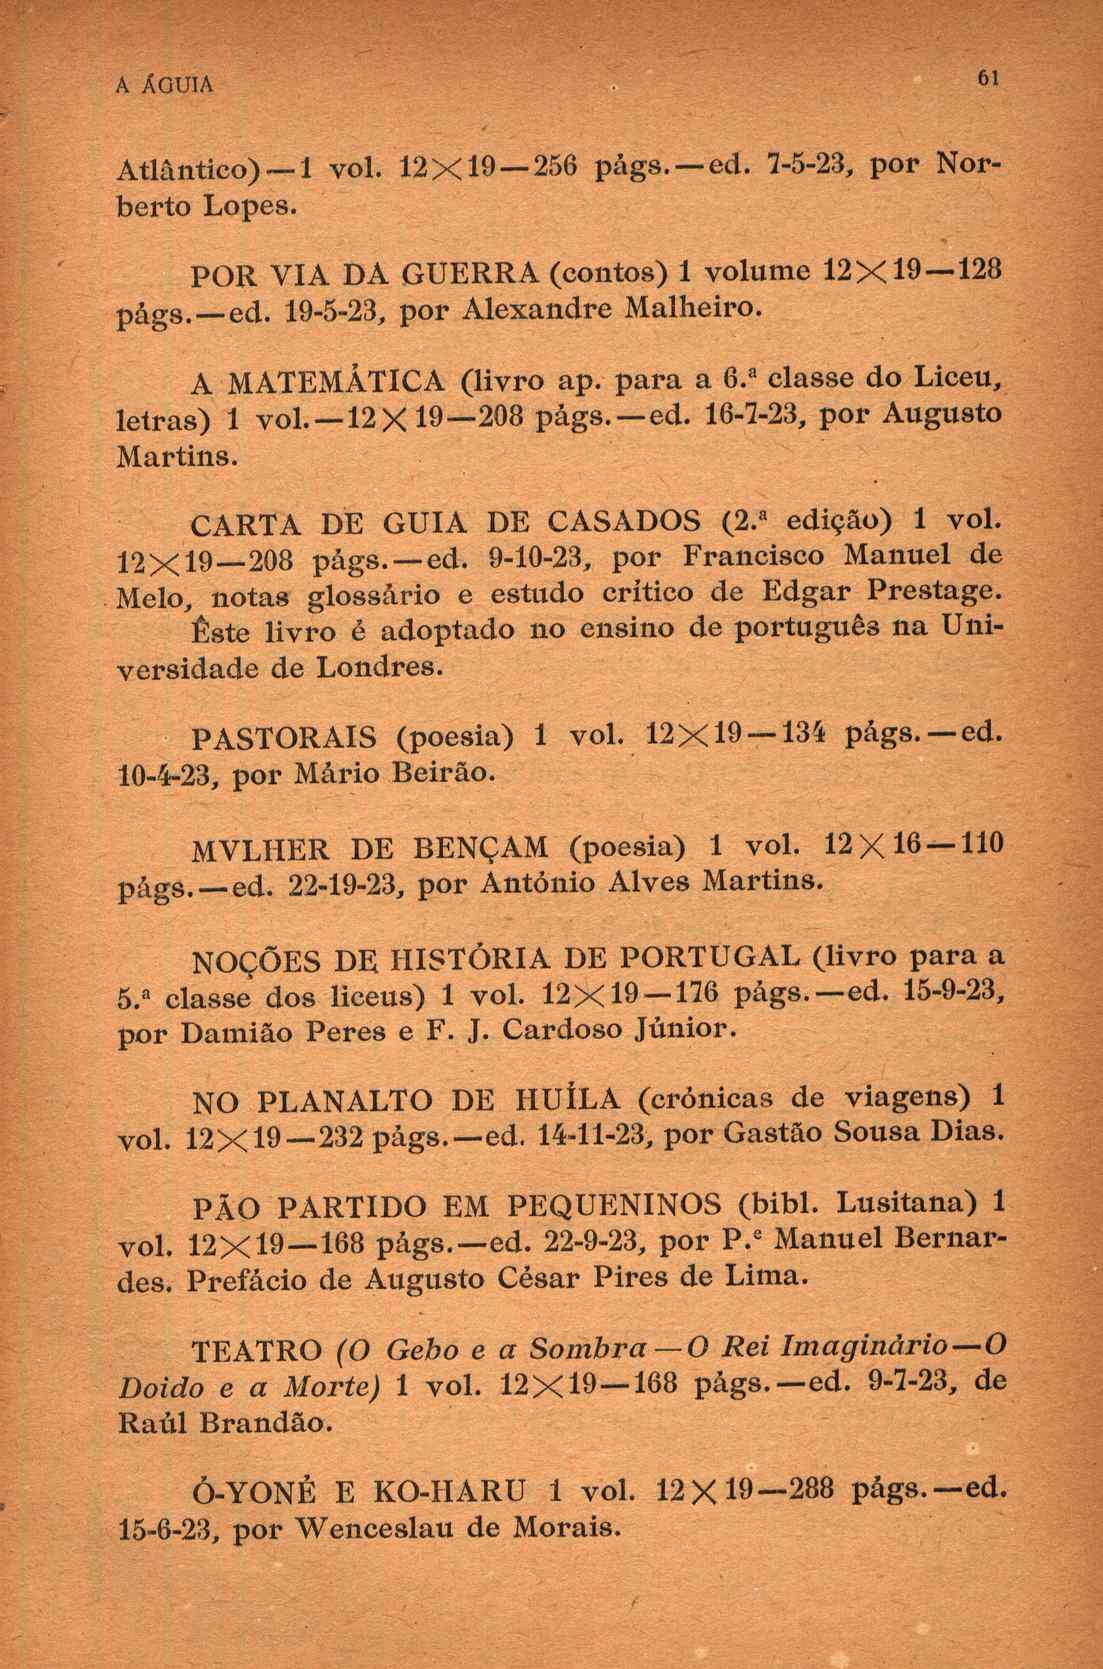 A ÁGUIA 61
Atlântico)—1 vol. 12×19—256 págs.—ed. 7-5-23, por Nor-
berto Lopes.
POR VIA DA GUERRA (contos) 1 volume 12×19—128
págs.—ed. 19-5-23, por Alexandre Malheiro.
A MATEMÁTICA (livro ap. para a 6.ª classe do Liceu,
letras) 1 vol.—12×19—208 págs.—ed. 16-7-23, por Augusto
Martins.
CARTA DE GUIA DE CASADOS (2.ª edição) 1 vol.
12×19—208 págs.—ed. 9-10-23, por Francisco Manuel de
Melo, notas glossário e estudo crítico de Edgar Prestage.
Êste livro é adoptado no ensino de português na Uni-
versidade de Londres.
PASTORAIS (poesia) 1 vol. 12×19—134 págs.—ed.
10-4-23, por Mário Beirão.
MVLHER DE BENÇAM (poesia) 1 vol. 12×16—110
págs.—ed. 22-19-23, por António Alves Martins.
NOÇÕES DE HISTÓRIA DE PORTUGAL (livro para a
5.ª classe dos liceus) 1 vol. 12×19—176 págs.—ed. 15-9-23,
por Damião Peres e F. J. Cardoso Júnior.
NO PLANALTO DE HUÍLA (crónicas de viagens) 1
vol. 12×19—232 págs.—ed. 14-11-23, por Gastão Sousa Dias.
PÃO PARTIDO EM PEQUENINOS (bibl. Lusitana) 1
vol. 12×19—168 págs.—ed. 22-9-23, por P.ᵉ Manuel Bernar-
des. Prefácio de Augusto César Pires de Lima.
TEATRO (O Gebo e a Sombra—O Rei Imaginário—O
Doido e a Morte) 1 vol. 12×19—168 págs.—ed. 9-7-23, de
Raúl Brandão.
Ó-YONÉ E KO-HARU 1 vol. 12×19—288 págs.—ed.
15-6-23, por Wenceslau de Morais.